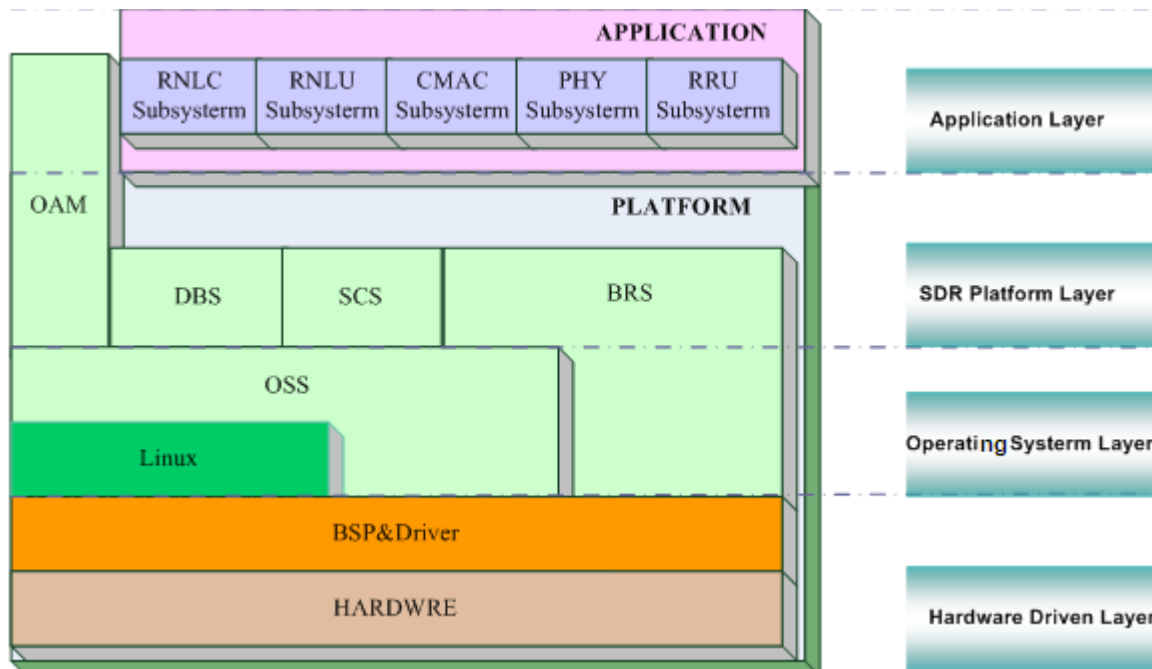 APPLICATION
RNLC
Subsysterm
RNLU
Subsysterm
CMAC
Subsysterm
PHY
Subsysterm
RRU
Subsysterm
Application Layer
OAM
PLATFORM
DBS
SCS
BRS
SDR Platform Layer
OSS
Linux
Operating Systerm Layer
BSP&Driver
HARDWRE
Hardware Driven Layer